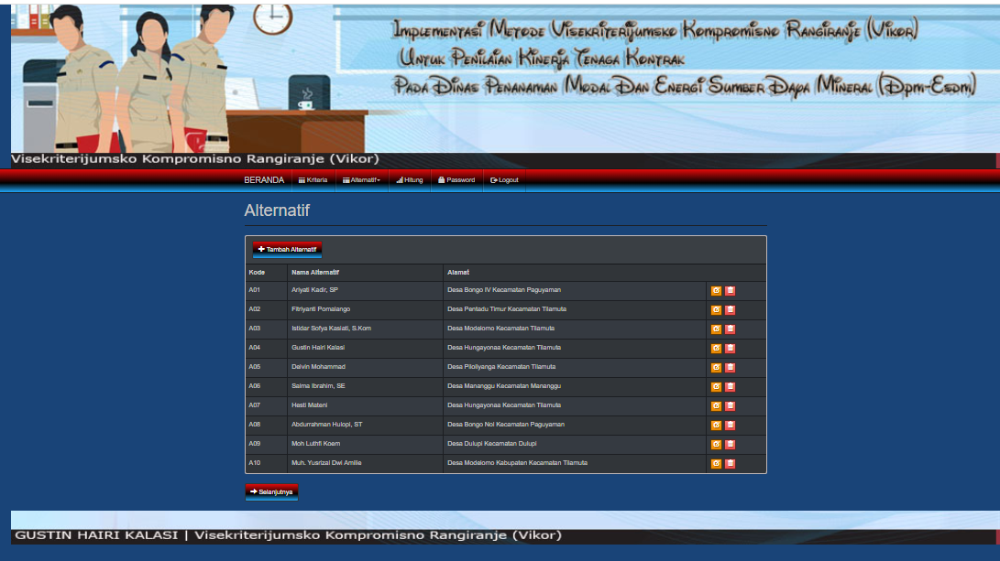 Implementasi Metode Visekriterijumsko Kompromisno Rangiranje (Vikor)
Untuk Penilaian Kinerja Tenaga Kontrak
Pada Dinas Penanaman Modal Dan Energi Sumber Daya Mineral (Dpm-Esdm)
Visekriterijumsko Kompromisno Rangiranje (Vikor)
BERANDA Kriteria Alternatif Hitung Password Logout
Alternatif
Tambah Alternatif
Kode Nama Alternatif Alamat
A01 Ariyati Kadir, SP Desa Bongo IV Kecamatan Paguyaman
A02 Fitriyanti Pomalango Desa Pentadu Timur Kecamatan Tilamuta
A03 Istidar Sofya Kasiati, S.Kom Desa Modelomo Kecamatan Tilamuta
A04 Gustin Hairi Kalasi Desa Hungayonaa Kecamatan Tilamuta
A05 Delvin Mohammad Desa Piloliyanga Kecamatan Tilamuta
A06 Salma Ibrahim, SE Desa Mananggu Kecamatan Mananggu
A07 Hesti Mateni Desa Hungayonaa Kecamatan Tilamuta
A08 Abdurrahman Hulopi, ST Desa Bongo Nol Kecamatan Paguyaman
A09 Moh Luthfi Koem Desa Dulupi Kecamatan Dulupi
A10 Muh. Yusrizal Dwi Amilie Desa Modelomo Kabupaten Kecamatan Tilamuta
Selanjutnya
GUSTIN HAIRI KALASI | Visekriterijumsko Kompromisno Rangiranje (Vikor)